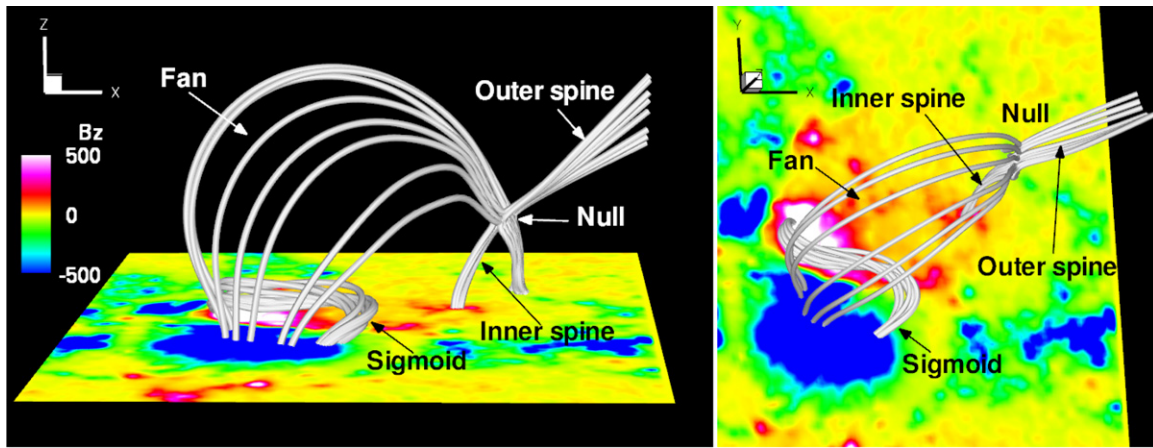 Z
X
Fan
Outer spine
Bz
500
0
-500
Null
Inner spine
Sigmoid
Y
Z
X
Inner spine
Null
Fan
Outer spine
Sigmoid